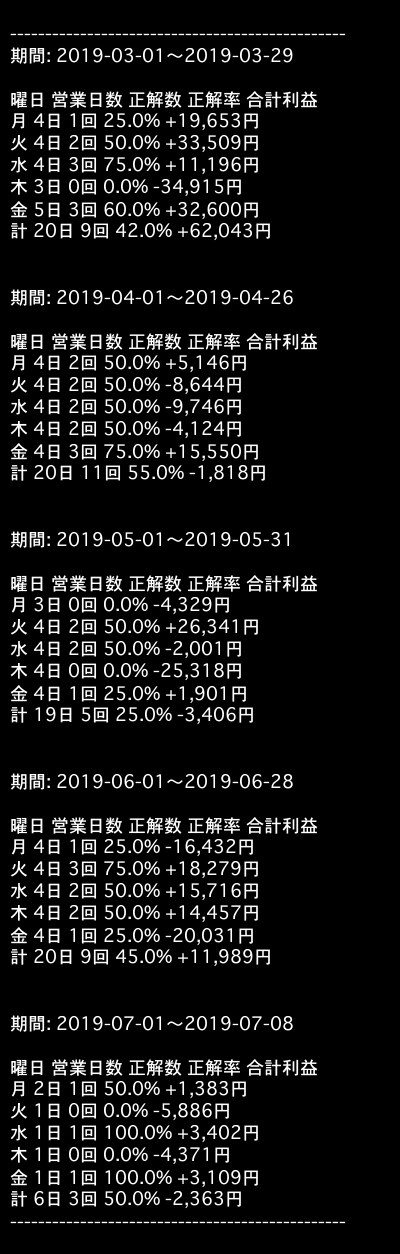 ------------------------------------------------
期間: 2019-03-01〜2019-03-29
曜日 営業日数 正解数 正解率 合計利益
月 4日 1回 25.0% +19,653円
火 4日 2回 50.0% +33,509円
水 4日 3回 75.0% +11,196円
木 3日 0回 0.0% -34,915円
金 5日 3回 60.0% +32,600円
計 20日 9回 42.0% +62,043円
期間: 2019-04-01〜2019-04-26
曜日 営業日数 正解数 正解率 合計利益
月 4日 2回 50.0% +5,146円
火 4日 2回 50.0% -8,644円
水 4日 2回 50.0% -9,746円
木 4日 2回 50.0% -4,124円
金 4日 3回 75.0% +15,550円
計 20日 11回 55.0% -1,818円
期間: 2019-05-01〜2019-05-31
曜日 営業日数 正解数 正解率 合計利益
月 3日 0回 0.0% -4,329円
火 4日 2回 50.0% +26,341円
水 4日 2回 50.0% -2,001円
木 4日 0回 0.0% -25,318円
金 4日 1回 25.0% +1,901円
計 19日 5回 25.0% -3,406円
期間: 2019-06-01〜2019-06-28
曜日 営業日数 正解数 正解率 合計利益
月 4日 1回 25.0% -16,432円
火 4日 3回 75.0% +18,279円
水 4日 2回 50.0% +15,716円
木 4日 2回 50.0% +14,457円
金 4日 1回 25.0% -20,031円
計 20日 9回 45.0% +11,989円
期間: 2019-07-01〜2019-07-08
曜日 営業日数 正解数 正解率 合計利益
月 2日 1回 50.0% +1,383円
火 1日 0回 0.0% -5,886円
水 1日 1回 100.0% +3,402円
木 1日 0回 0.0% -4,371円
金 1日 1回 100.0% +3,109円
計 6日 3回 50.0% -2,363円
------------------------------------------------